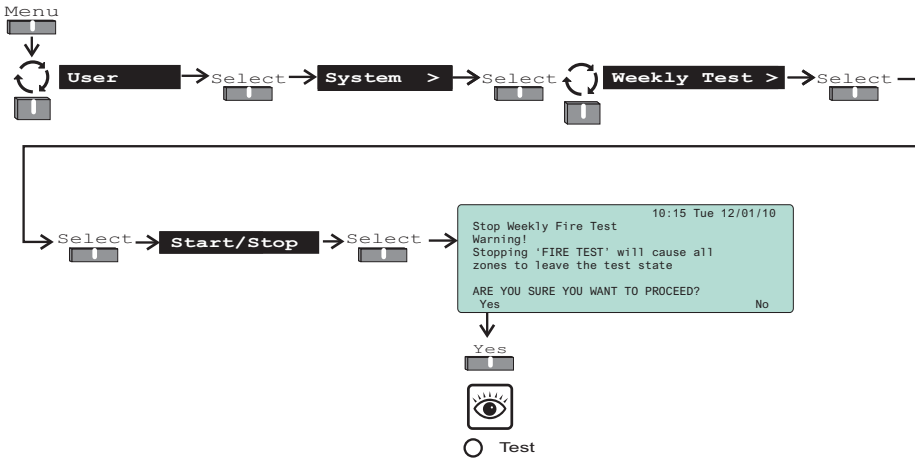 Menu
User
Select
System >
Select
Weekly Test >
Select
Select
Start/Stop
Select
10:15 Tue 12/01/10
Stop Weekly Fire Test
Warning!
Stopping 'FIRE TEST' will cause all
zones to leave the test state
ARE YOU SURE YOU WANT TO PROCEED?
Yes No
Yes
Test